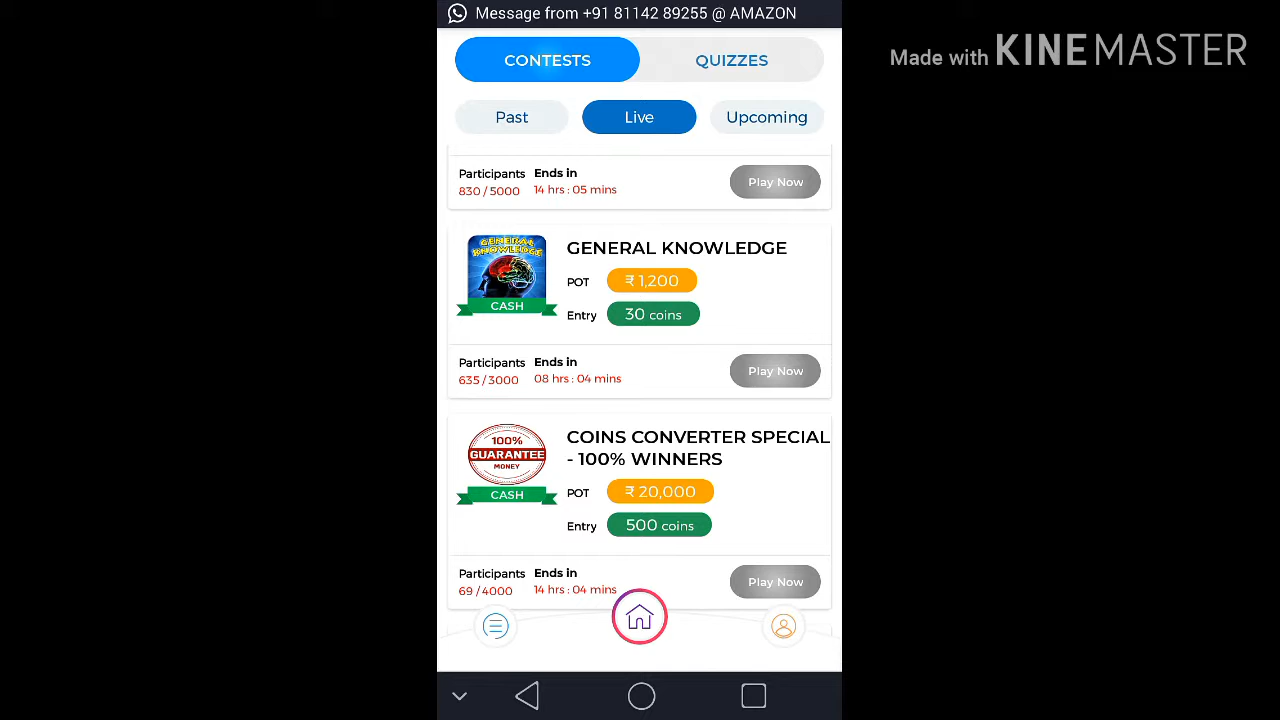 Message from +91 81142 89255 @ AMAZON
Made with KINEMASTER
CONTESTS QUIZZES
Past Live Upcoming
Participants Ends in
830 / 5000 14 hrs : 05 mins
Play Now
GENERAL KNOWLEDGE
CASH
GENERAL KNOWLEDGE
POT ₹ 1,200
Entry 30 coins
Participants Ends in
635 / 3000 08 hrs : 04 mins
Play Now
100%
GUARANTEE
MONEY
CASH
COINS CONVERTER SPECIAL
- 100% WINNERS
POT ₹ 20,000
Entry 500 coins
Participants Ends in
69 / 4000 14 hrs : 04 mins
Play Now